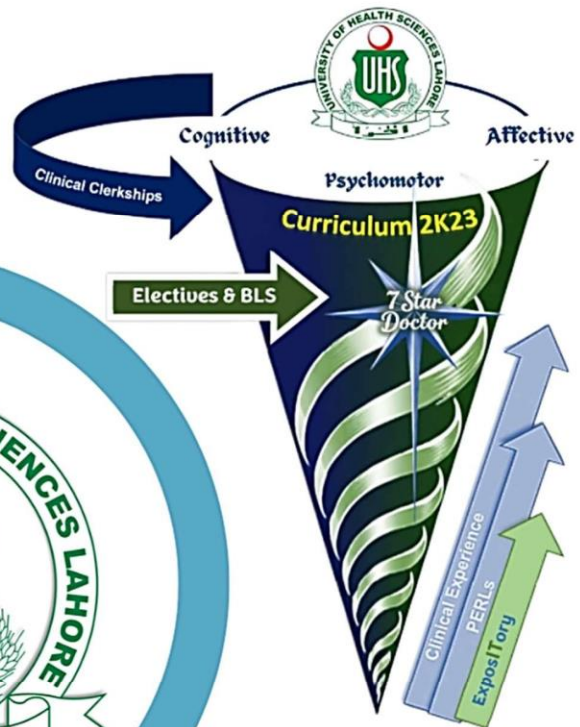 UNIVERSITY OF HEALTH SCIENCES LAHORE
UHS
Cognitive
Affective
Psychomotor
Clinical Clerkships
Curriculum 2K23
Electives & BLS
7 Star
Doctor
Clinical Experience
PERLs
ExposITory
IENCES LAHORE